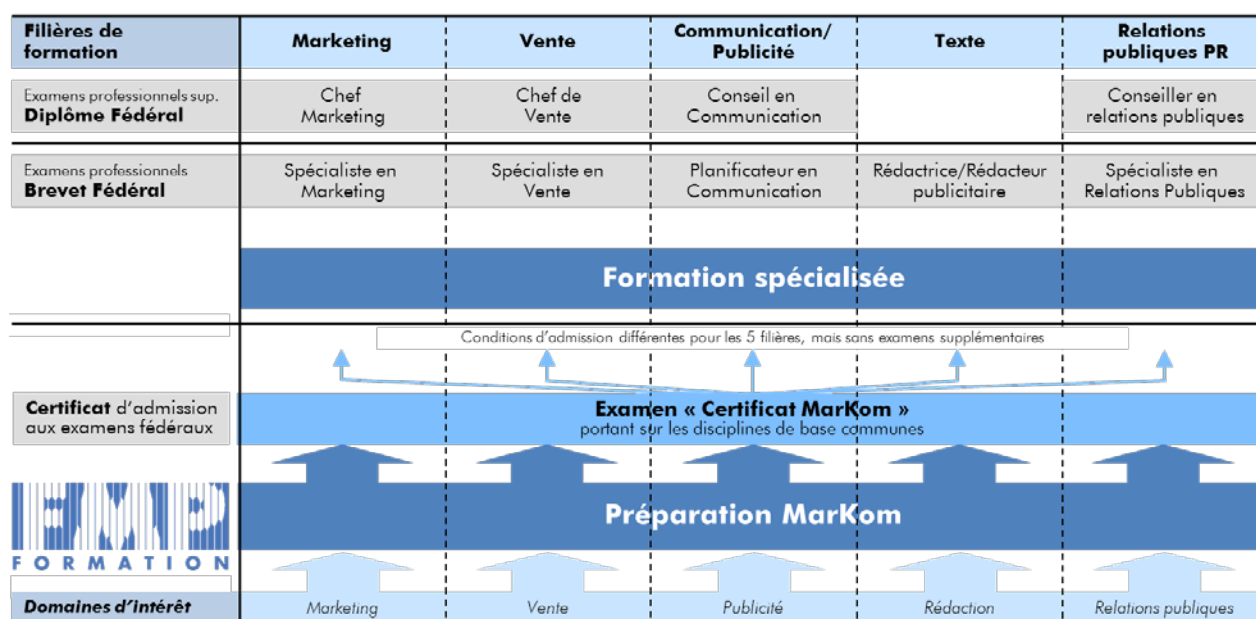 Filières de
formation
Marketing
Vente
Communication/
Publicité
Texte
Relations
publiques PR
Examens professionnels sup.
Diplôme Fédéral
Chef
Marketing
Chef de
Vente
Conseil en
Communication
Conseiller en
relations publiques
Examens professionnels
Brevet Fédéral
Spécialiste en
Marketing
Spécialiste en
Vente
Planificateur en
Communication
Rédactrice/Rédacteur
publicitaire
Spécialiste en
Relations Publiques
Formation spécialisée
Conditions d'admission différentes pour les 5 filières, mais sans examens supplémentaires
Certificat d'admission
aux examens fédéraux
Examen « Certificat MarKom »
portant sur les disciplines de base communes
EMP
FORMATION
Préparation MarKom
Domaines d'intérêt
Marketing
Vente
Publicité
Rédaction
Relations publiques